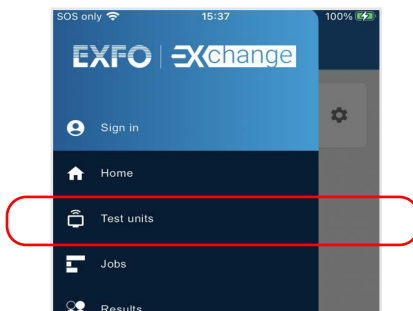 SOS only 15:37 100%
EXFO EXchange
Sign in
Home
Test units
Jobs
Results